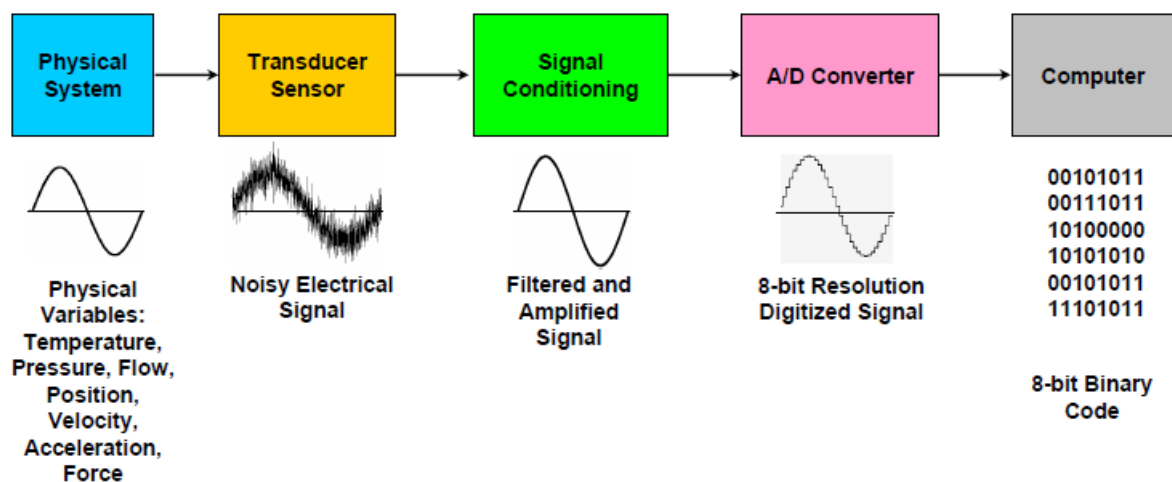 Physical
System
Transducer
Sensor
Signal
Conditioning
A/D Converter
Computer
Physical
Variables:
Temperature,
Pressure, Flow,
Position,
Velocity,
Acceleration,
Force
Noisy Electrical
Signal
Filtered and
Amplified
Signal
8-bit Resolution
Digitized Signal
00101011
00111011
10100000
10101010
00101011
11101011
8-bit Binary
Code